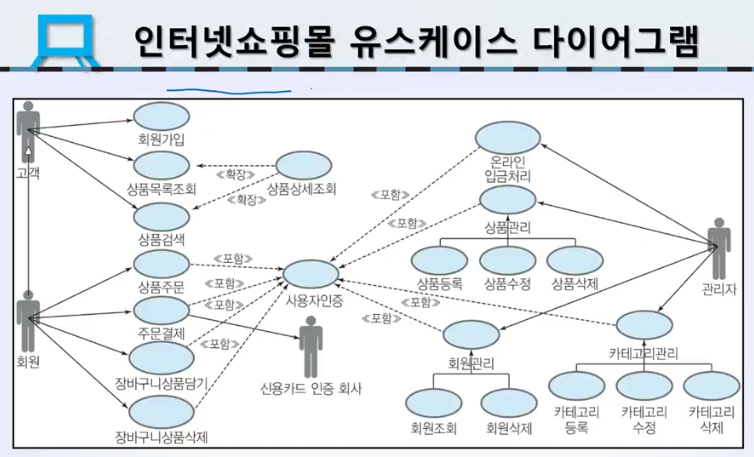 인터넷쇼핑몰 유스케이스 다이어그램
고객
회원가입
상품목록조회
≪확장≫
상품상세조회
≪확장≫
상품검색
≪포함≫
온라인
입금처리
≪포함≫
상품관리
상품등록
상품수정
상품삭제
관리자
≪포함≫
상품주문
≪포함≫
사용자인증
주문결제
≪포함≫
≪포함≫
≪포함≫
≪포함≫
회원
장바구니상품담기
신용카드 인증 회사
장바구니상품삭제
회원관리
회원조회
회원삭제
카테고리관리
카테고리
등록
카테고리
수정
카테고리
삭제